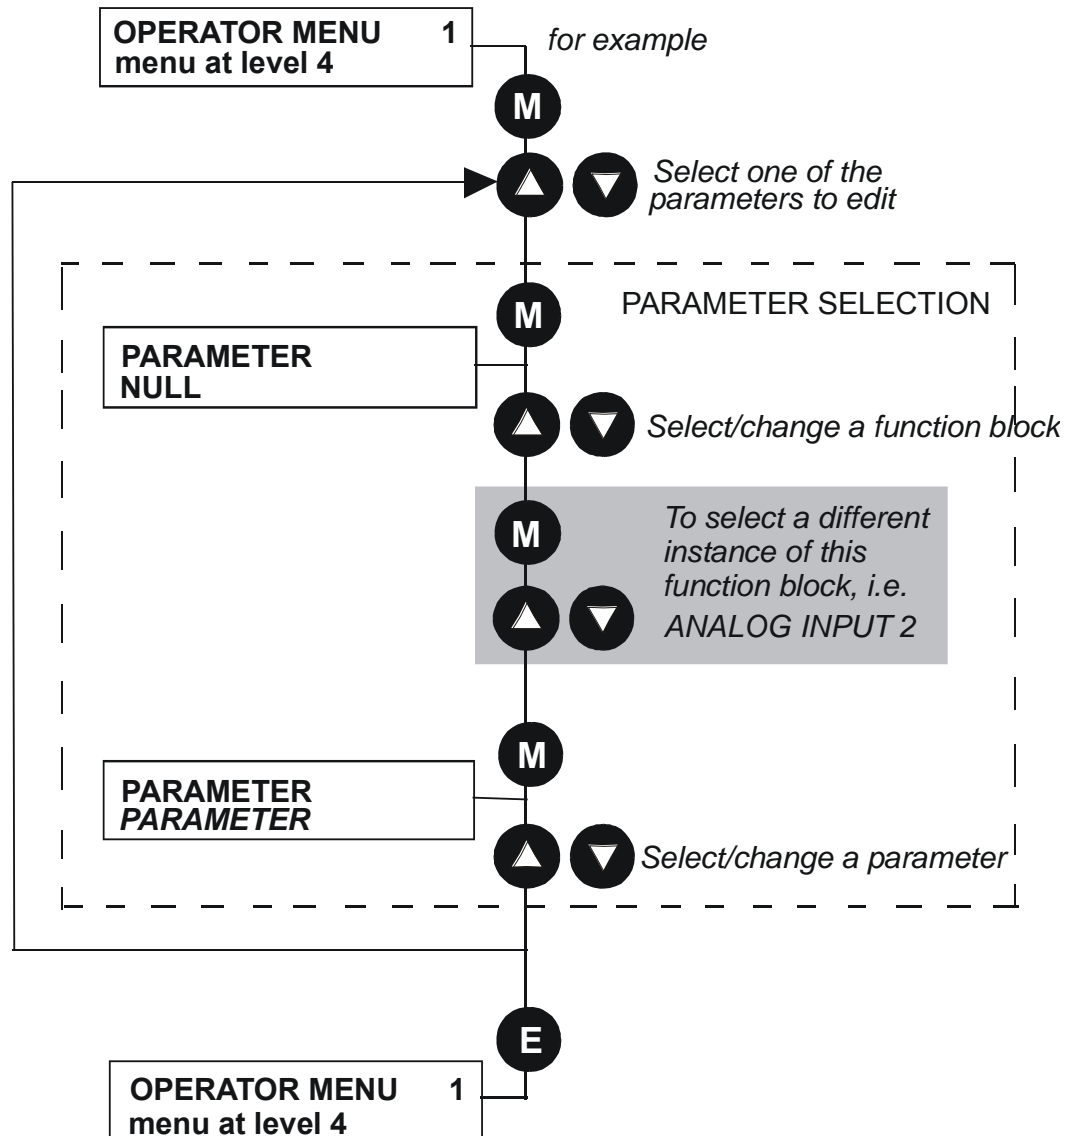 OPERATOR MENU 1
menu at level 4
for example
M
Select one of the
parameters to edit
M
PARAMETER SELECTION
PARAMETER
NULL
Select/change a function block
M
To select a different
instance of this
function block, i.e.
ANALOG INPUT 2
M
PARAMETER
PARAMETER
Select/change a parameter
E
OPERATOR MENU 1
menu at level 4